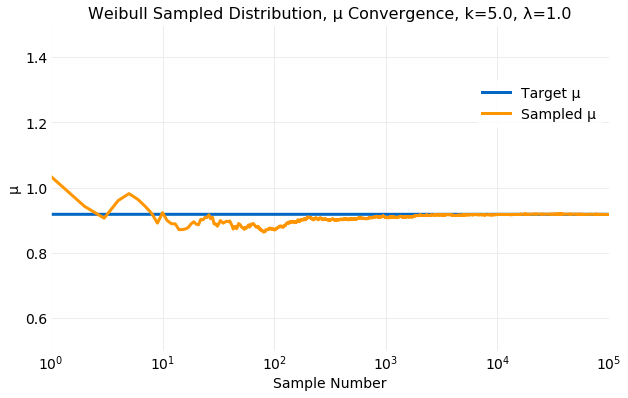 Weibull Sampled Distribution, μ Convergence, k=5.0, λ=1.0
1.4
1.2
1.0
0.8
0.6
μ
Target μ
Sampled μ
10⁰ 10¹ 10² 10³ 10⁴ 10⁵
Sample Number